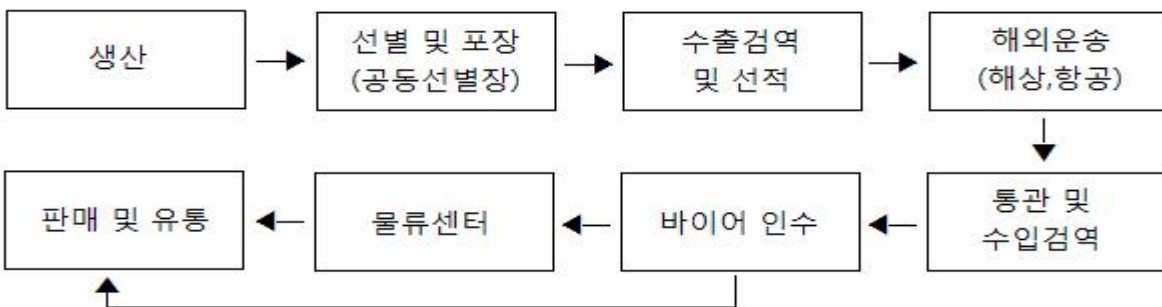 생산
선별 및 포장
(공동선별장)
수출검역
및 선적
해외운송
(해상,항공)
통관 및
수입검역
바이어 인수
물류센터
판매 및 유통